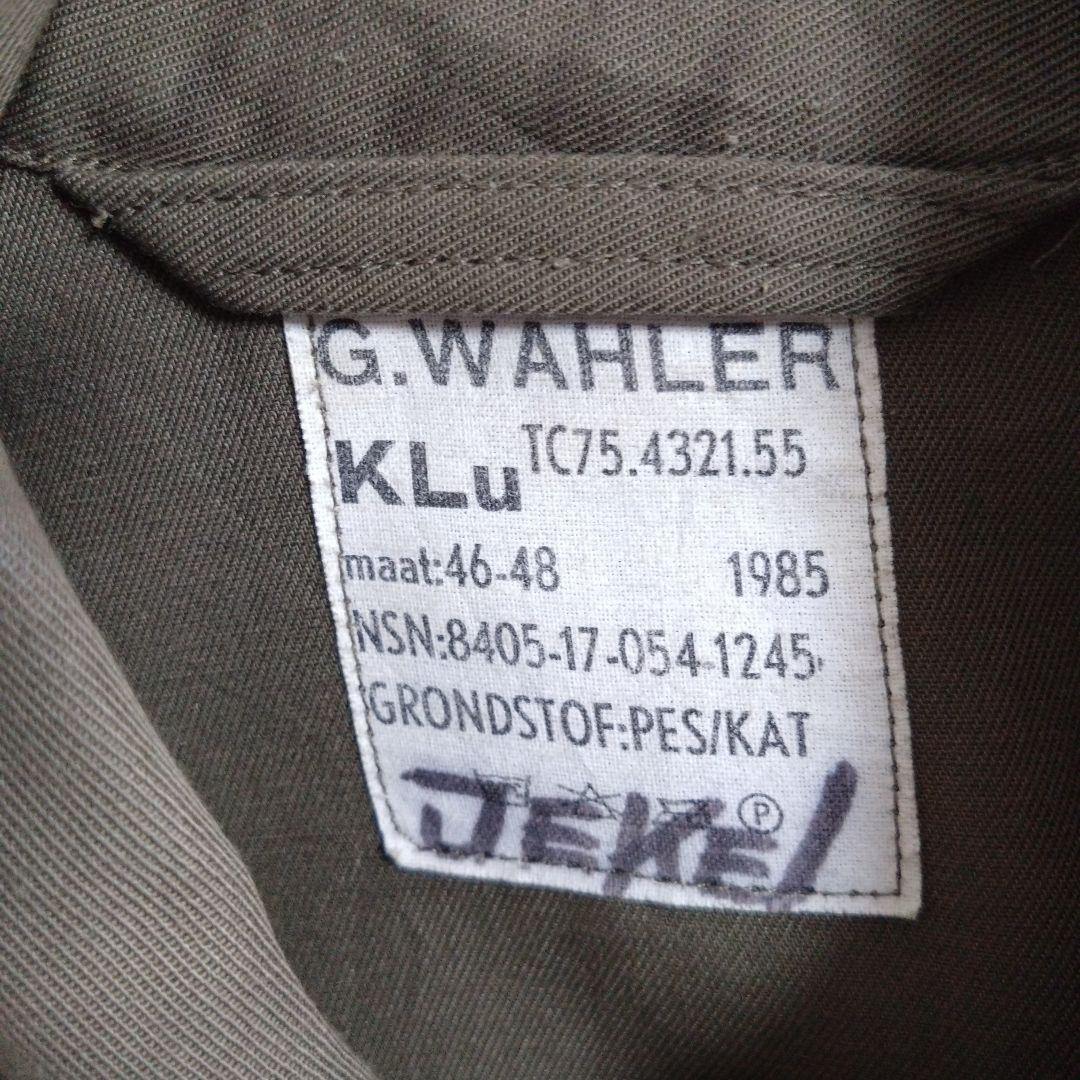 G.WAHLER
KLu TC75.4321.55
maat:46-48 1985
NSN:8405-17-054-1245
GRONDSTOF:PES/KAT
P
JEKEL